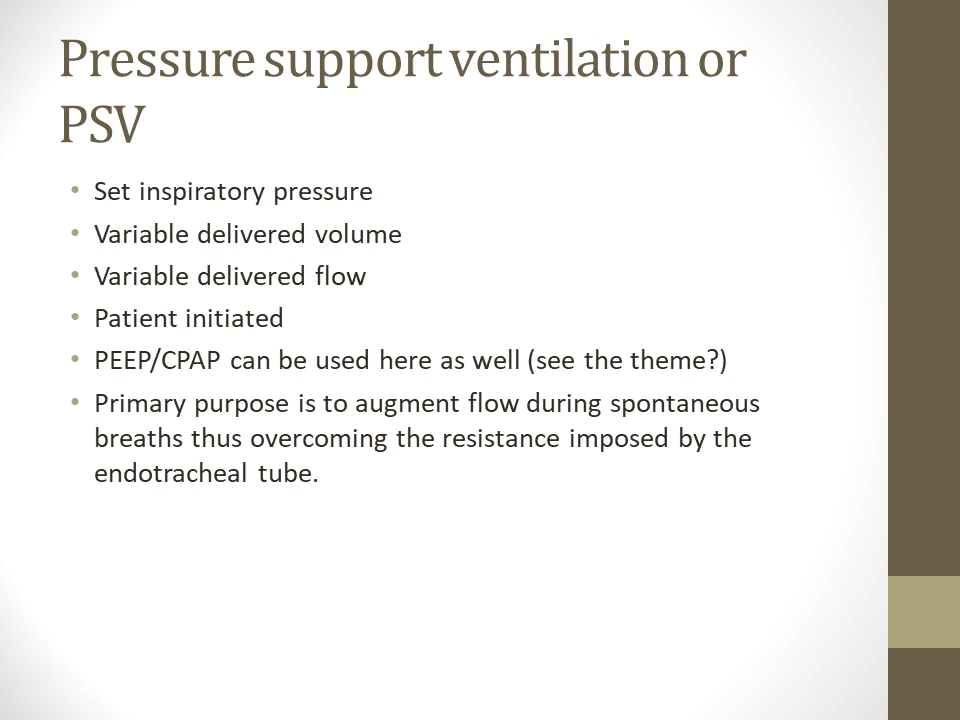 Pressure support ventilation or
PSV
• Set inspiratory pressure
• Variable delivered volume
• Variable delivered flow
• Patient initiated
• PEEP/CPAP can be used here as well (see the theme?)
• Primary purpose is to augment flow during spontaneous
breaths thus overcoming the resistance imposed by the
endotracheal tube.